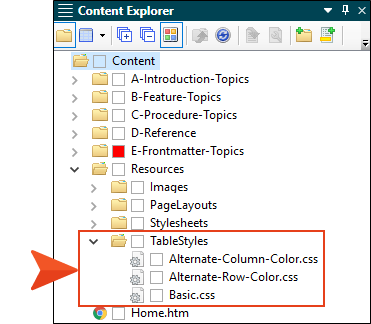 Content Explorer
Content
A-Introduction-Topics
B-Feature-Topics
C-Procedure-Topics
D-Reference
E-Frontmatter-Topics
Resources
Images
PageLayouts
Stylesheets
TableStyles
Alternate-Column-Color.css
Alternate-Row-Color.css
Basic.css
Home.htm